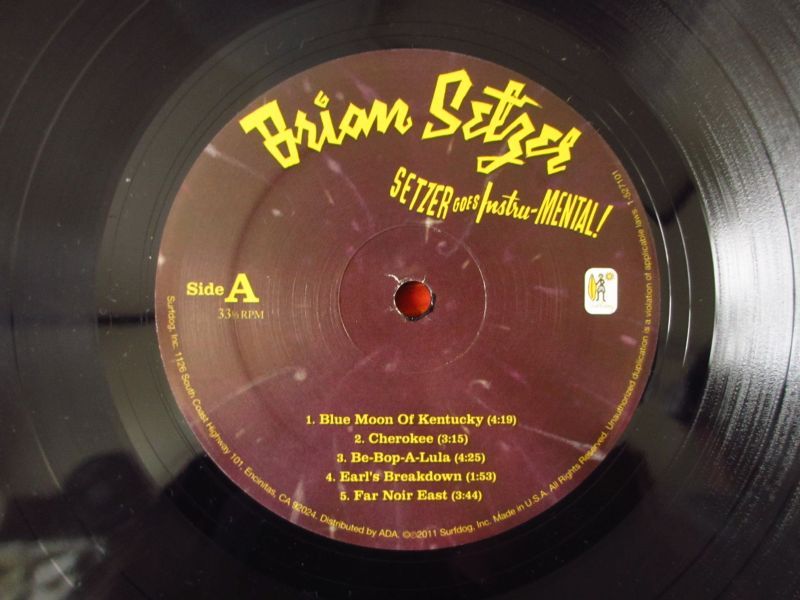 Brian Setzer
SETZER GOES Instru-MENTAL!
Side A
33⅓ RPM
1. Blue Moon Of Kentucky (4:19)
2. Cherokee (3:15)
3. Be-Bop-A-Lula (4:25)
4. Earl's Breakdown (1:53)
5. Far Noir East (3:44)
Surfdog, Inc. 1126 South Coast Highway 101, Encinitas, CA 92024. Distributed by ADA. ©℗2011 Surfdog, Inc. Made in U.S.A. All Rights Reserved. Unauthorized duplication is a violation of applicable laws. 1-527101